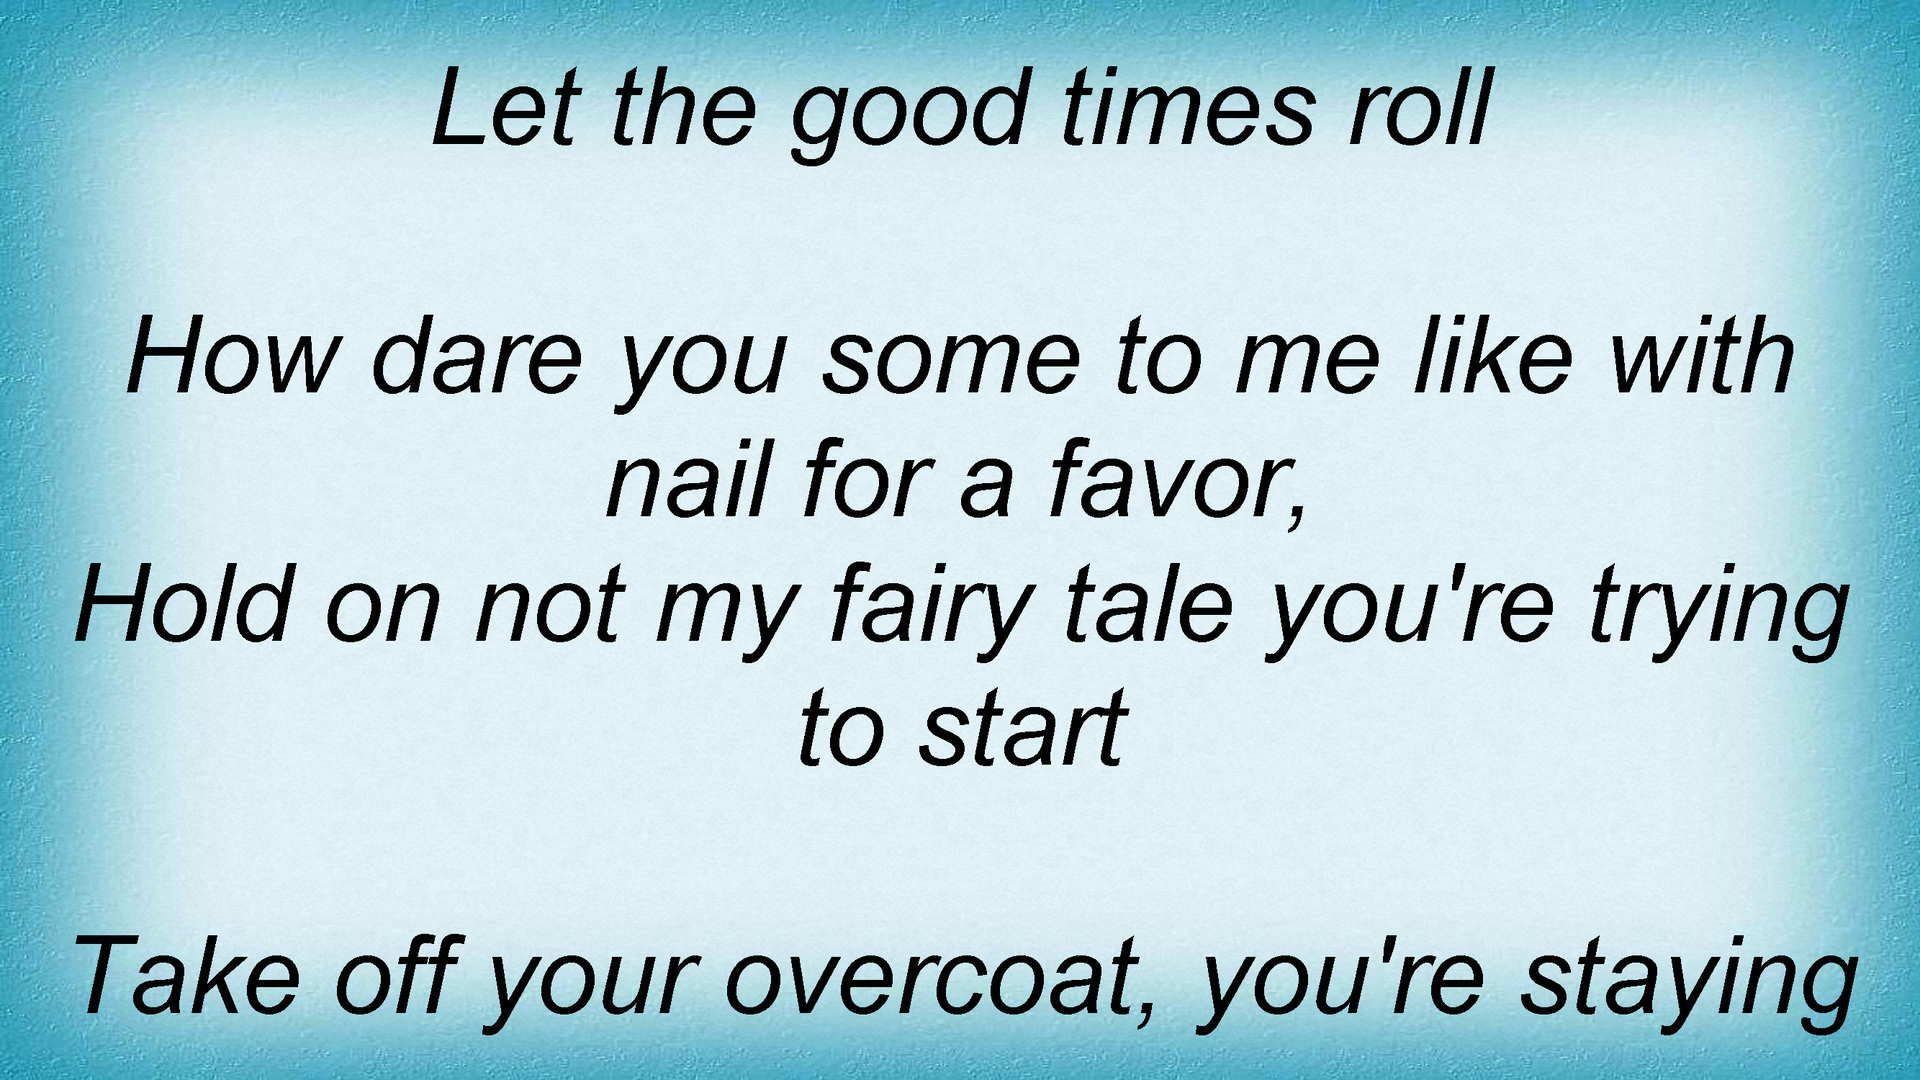 Let the good times roll
How dare you some to me like with
nail for a favor,
Hold on not my fairy tale you're trying
to start
Take off your overcoat, you're staying